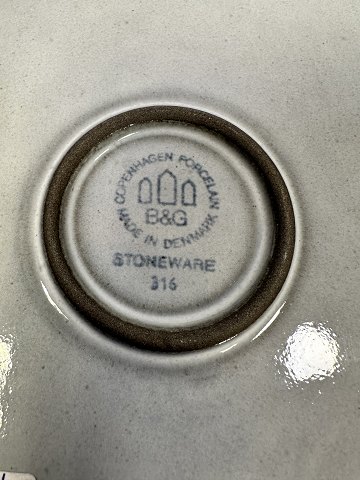 COPENHAGEN PORCELAIN
B&G
MADE IN DENMARK
STONEWARE
316